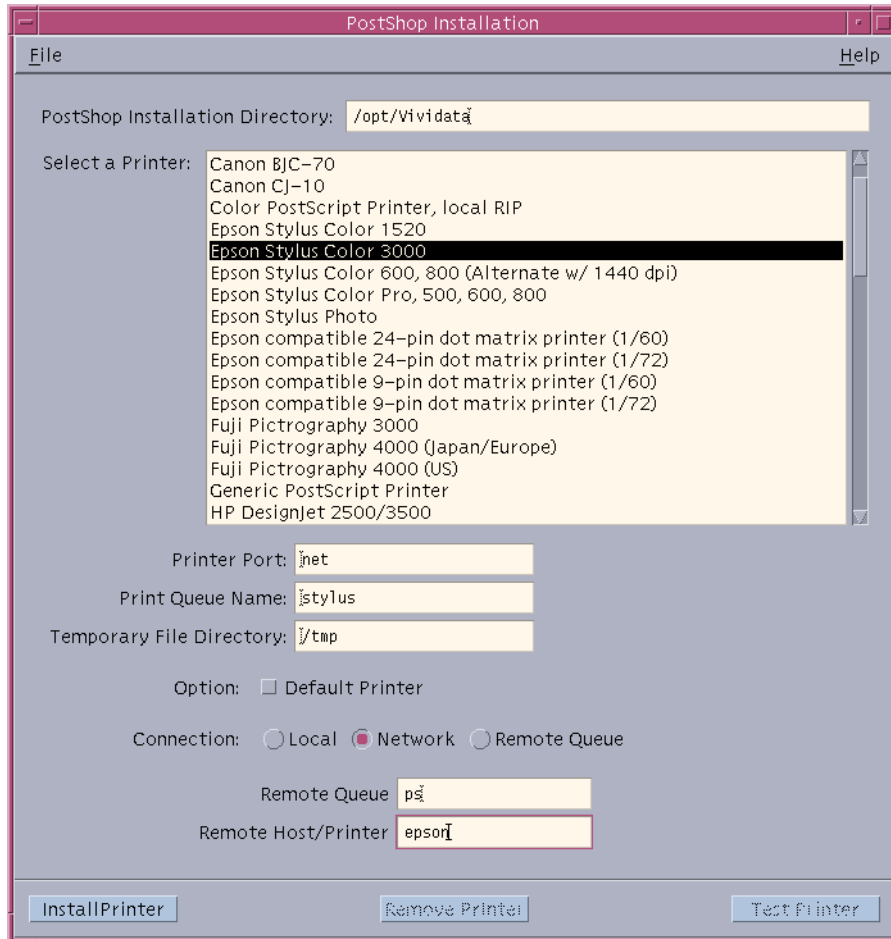 PostShop Installation
File Help
PostShop Installation Directory: /opt/Vividata
Select a Printer: Canon BJC-70
Canon CJ-10
Color PostScript Printer, local RIP
Epson Stylus Color 1520
Epson Stylus Color 3000
Epson Stylus Color 600, 800 (Alternate w/ 1440 dpi)
Epson Stylus Color Pro, 500, 600, 800
Epson Stylus Photo
Epson compatible 24-pin dot matrix printer (1/60)
Epson compatible 24-pin dot matrix printer (1/72)
Epson compatible 9-pin dot matrix printer (1/60)
Epson compatible 9-pin dot matrix printer (1/72)
Fuji Pictrography 3000
Fuji Pictrography 4000 (Japan/Europe)
Fuji Pictrography 4000 (US)
Generic PostScript Printer
HP DesignJet 2500/3500
Printer Port: net
Print Queue Name: stylus
Temporary File Directory: /tmp
Option: Default Printer
Connection: Local Network Remote Queue
Remote Queue ps
Remote Host/Printer epson
InstallPrinter Remove Printer Test Printer